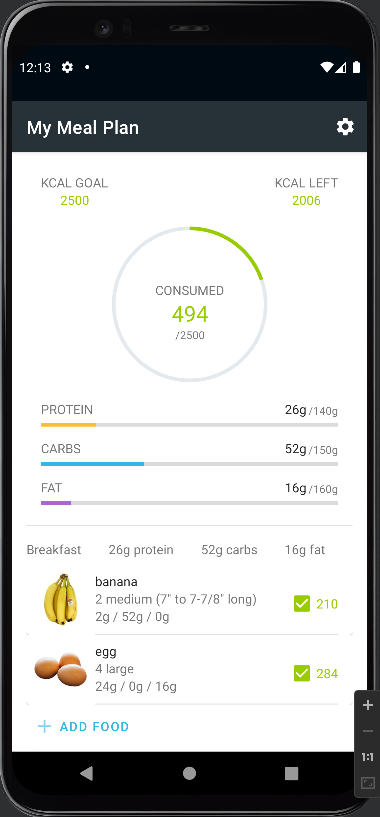 12:13
My Meal Plan
KCAL GOAL
KCAL LEFT
2500
2006
CONSUMED
494
/2500
PROTEIN 26g /140g
CARBS 52g /150g
FAT 16g /160g
Breakfast 26g protein 52g carbs 16g fat
banana
2 medium (7" to 7-7/8" long)
2g / 52g / 0g
210
egg
4 large
24g / 0g / 16g
284
+ ADD FOOD
1:1